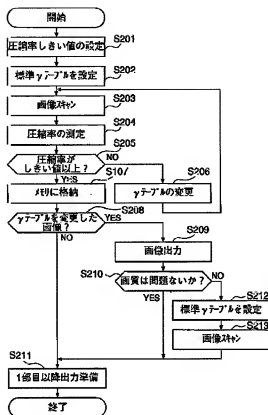 開始
S201
圧縮率しきい値の設定
S202
標準γテーブルを設定
S203
画像スキャン
S204
圧縮率の測定
S205
圧縮率が
しきい値以上？
NO
YES
S206
γテーブルの変更
S207
メモリに格納
S208
γテーブルを変更した
画像？
YES
NO
S209
画像出力
S210
画質は問題ないか？
NO
YES
S212
標準γテーブルを設定
S213
画像スキャン
S211
1部目以降出力準備
終了